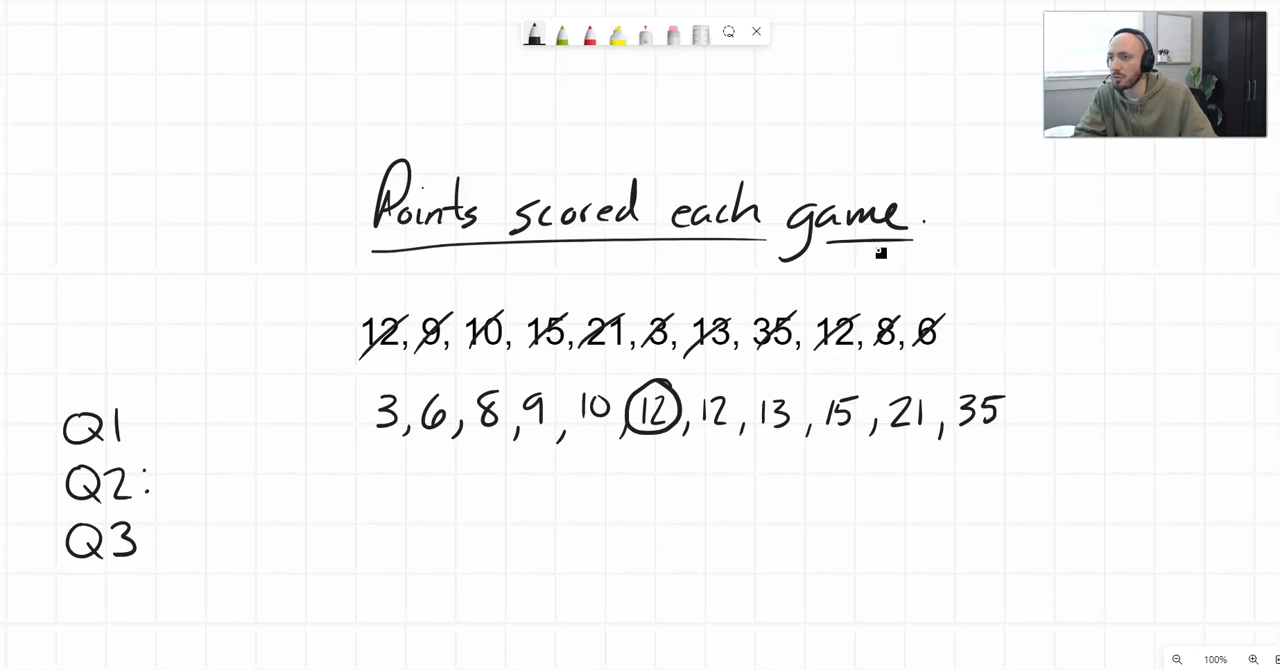 Points scored each game.
12, 9, 10, 15, 21, 3, 13, 35, 12, 8, 6
3, 6, 8, 9, 10, 12, 12, 13, 15, 21, 35
Q1
Q2:
Q3
100%